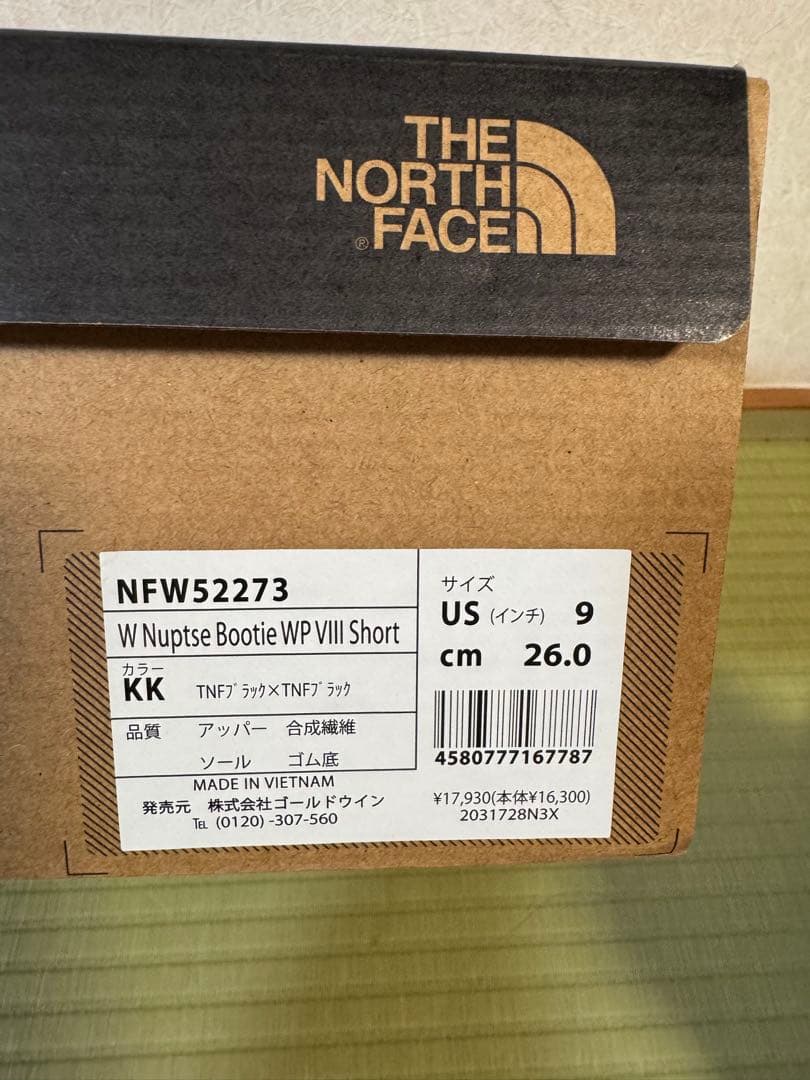 THE
NORTH
® FACE
NFW52273
W Nuptse Bootie WP VIII Short
カラー
KK TNFﾌﾞﾗｯｸ×TNFﾌﾞﾗｯｸ
品質 アッパー 合成繊維
ソール ゴム底
MADE IN VIETNAM
発売元 株式会社ゴールドウイン
℡ (0120) -307-560
サイズ
US (インチ) 9
cm 26.0
4580777167787
¥17,930(本体¥16,300)
2031728N3X